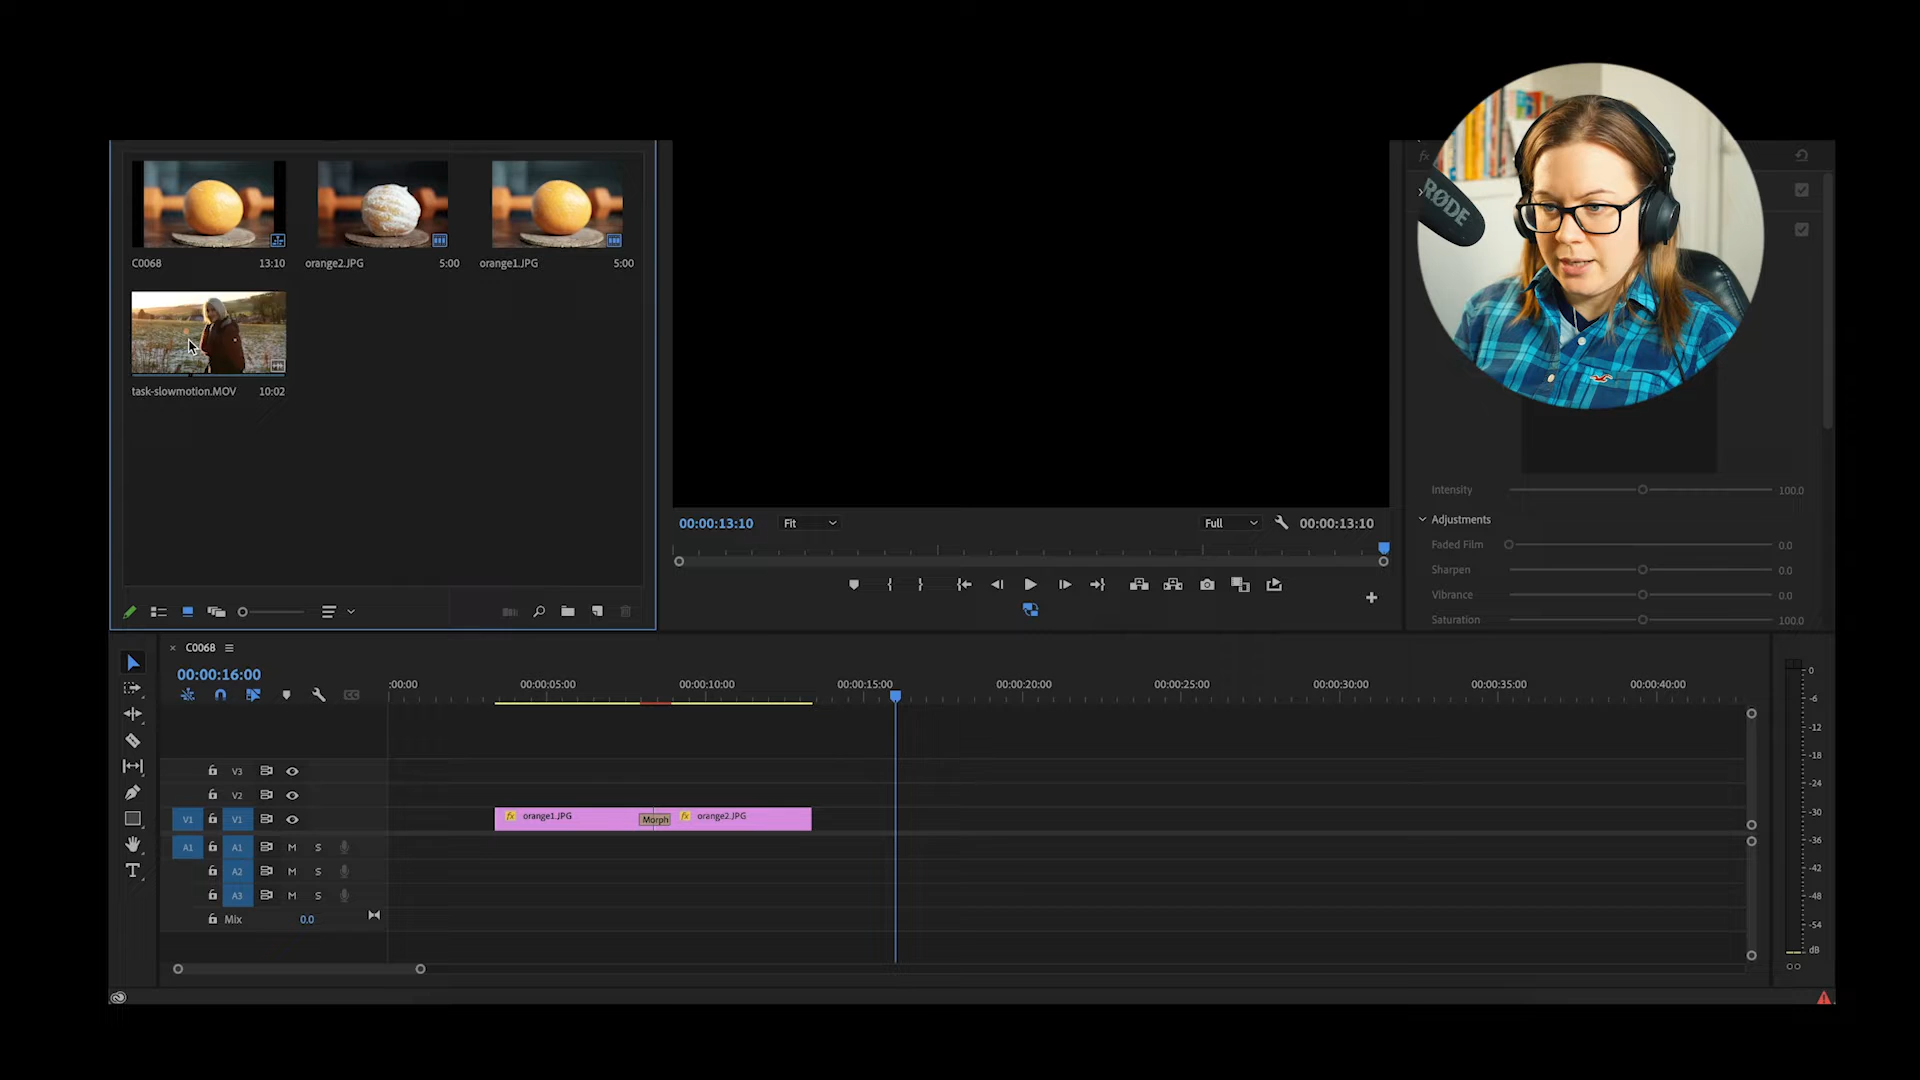 RØDE
fx
C0068 13:10
orange2.JPG 5:00
orange1.JPG 5:00
task-slowmotion.MOV 10:02
00:00:13:10 Fit Full 00:00:13:10
Intensity 100.0
Adjustments
Faded Film 0.0
Sharpen 0.0
Vibrance 0.0
Saturation 100.0
× C0068
00:00:16:00
:00:00 00:00:05:00 00:00:10:00 00:00:15:00 00:00:20:00 00:00:25:00 00:00:30:00 00:00:35:00 00:00:40:00
CC
V3
V2
V1 V1 fx orange1.JPG Morph fx orange2.JPG
A1 A1 M S
A2 M S
A3 M S
Mix 0.0
T
0
-6
-12
-18
-24
-30
-36
-42
-48
-54
dB